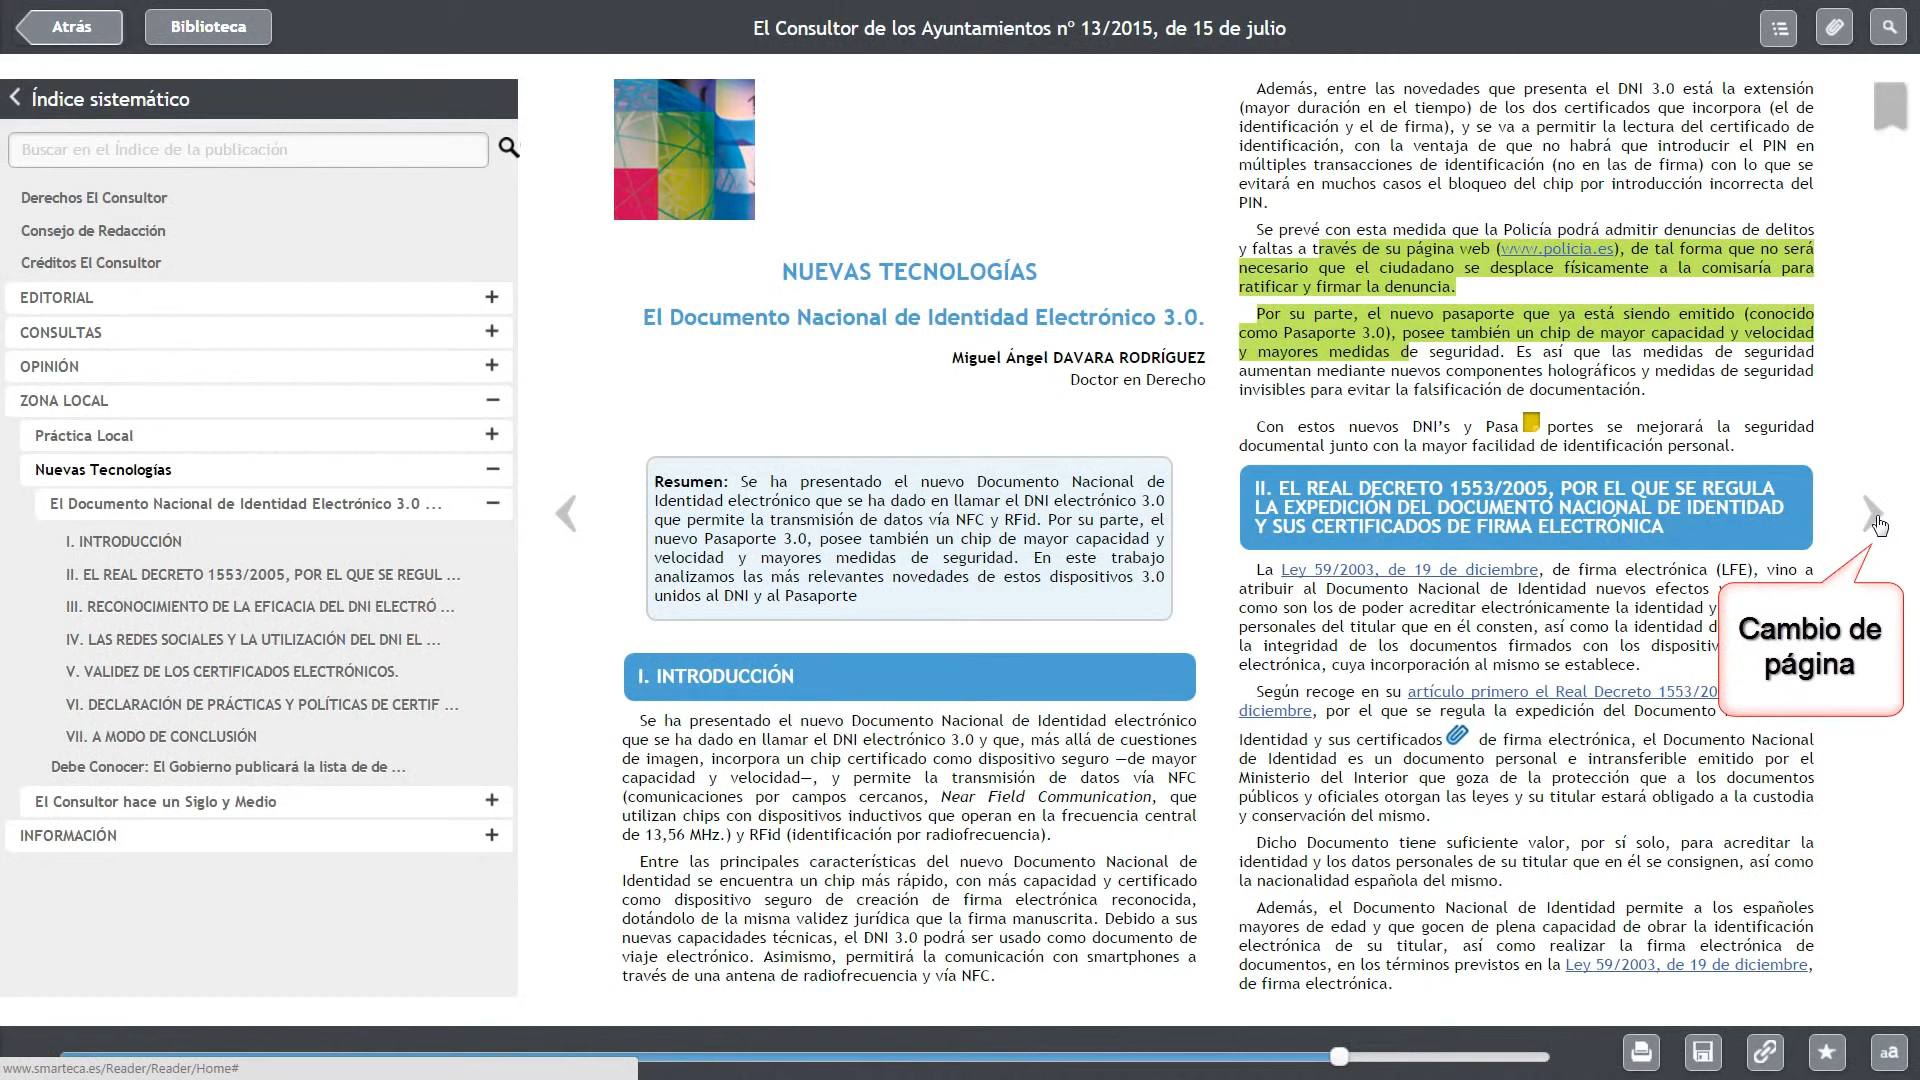 Atrás
Biblioteca
El Consultor de los Ayuntamientos nº 13/2015, de 15 de julio
Índice sistemático
Buscar en el Índice de la publicación
Derechos El Consultor
Consejo de Redacción
Créditos El Consultor
EDITORIAL
CONSULTAS
OPINIÓN
ZONA LOCAL
Práctica Local
Nuevas Tecnologías
El Documento Nacional de Identidad Electrónico 3.0 ...
I. INTRODUCCIÓN
II. EL REAL DECRETO 1553/2005, POR EL QUE SE REGUL ...
III. RECONOCIMIENTO DE LA EFICACIA DEL DNI ELECTRÓ ...
IV. LAS REDES SOCIALES Y LA UTILIZACIÓN DEL DNI EL ...
V. VALIDEZ DE LOS CERTIFICADOS ELECTRÓNICOS.
VI. DECLARACIÓN DE PRÁCTICAS Y POLÍTICAS DE CERTIF ...
VII. A MODO DE CONCLUSIÓN
Debe Conocer: El Gobierno publicará la lista de de ...
El Consultor hace un Siglo y Medio
INFORMACIÓN
NUEVAS TECNOLOGÍAS
El Documento Nacional de Identidad Electrónico 3.0.
Miguel Ángel DAVARA RODRÍGUEZ
Doctor en Derecho
Resumen: Se ha presentado el nuevo Documento Nacional de
Identidad electrónico que se ha dado en llamar el DNI electrónico 3.0
que permite la transmisión de datos vía NFC y RFid. Por su parte, el
nuevo Pasaporte 3.0, posee también un chip de mayor capacidad y
velocidad y mayores medidas de seguridad. En este trabajo
analizamos las más relevantes novedades de estos dispositivos 3.0
unidos al DNI y al Pasaporte
I. INTRODUCCIÓN
Se ha presentado el nuevo Documento Nacional de Identidad electrónico
que se ha dado en llamar el DNI electrónico 3.0 y que, más allá de cuestiones
de imagen, incorpora un chip certificado como dispositivo seguro —de mayor
capacidad y velocidad—, y permite la transmisión de datos vía NFC
(comunicaciones por campos cercanos, Near Field Communication, que
utilizan chips con dispositivos inductivos que operan en la frecuencia central
de 13,56 MHz.) y RFid (identificación por radiofrecuencia).
Entre las principales características del nuevo Documento Nacional de
Identidad se encuentra un chip más rápido, con más capacidad y certificado
como dispositivo seguro de creación de firma electrónica reconocida,
dotándolo de la misma validez jurídica que la firma manuscrita. Debido a sus
nuevas capacidades técnicas, el DNI 3.0 podrá ser usado como documento de
viaje electrónico. Asimismo, permitirá la comunicación con smartphones a
través de una antena de radiofrecuencia y vía NFC.
Además, entre las novedades que presenta el DNI 3.0 está la extensión
(mayor duración en el tiempo) de los dos certificados que incorpora (el de
identificación y el de firma), y se va a permitir la lectura del certificado de
identificación, con la ventaja de que no habrá que introducir el PIN en
múltiples transacciones de identificación (no en las de firma) con lo que se
evitará en muchos casos el bloqueo del chip por introducción incorrecta del
PIN.
Se prevé con esta medida que la Policía podrá admitir denuncias de delitos
y faltas a través de su página web (www.policia.es), de tal forma que no será
necesario que el ciudadano se desplace físicamente a la comisaría para
ratificar y firmar la denuncia.
Por su parte, el nuevo pasaporte que ya está siendo emitido (conocido
como Pasaporte 3.0), posee también un chip de mayor capacidad y velocidad
y mayores medidas de seguridad. Es así que las medidas de seguridad
aumentan mediante nuevos componentes holográficos y medidas de seguridad
invisibles para evitar la falsificación de documentación.
Con estos nuevos DNI's y Pasa portes se mejorará la seguridad
documental junto con la mayor facilidad de identificación personal.
II. EL REAL DECRETO 1553/2005, POR EL QUE SE REGULA
LA EXPEDICIÓN DEL DOCUMENTO NACIONAL DE IDENTIDAD
Y SUS CERTIFICADOS DE FIRMA ELECTRÓNICA
La Ley 59/2003, de 19 de diciembre, de firma electrónica (LFE), vino a
atribuir al Documento Nacional de Identidad nuevos efectos
como son los de poder acreditar electrónicamente la identidad y
personales del titular que en él consten, así como la identidad d
la integridad de los documentos firmados con los dispositiv
electrónica, cuya incorporación al mismo se establece.
Según recoge en su artículo primero el Real Decreto 1553/20
diciembre, por el que se regula la expedición del Documento
Identidad y sus certificados de firma electrónica, el Documento Nacional
de Identidad es un documento personal e intransferible emitido por el
Ministerio del Interior que goza de la protección que a los documentos
públicos y oficiales otorgan las leyes y su titular estará obligado a la custodia
y conservación del mismo.
Dicho Documento tiene suficiente valor, por sí solo, para acreditar la
identidad y los datos personales de su titular que en él se consignen, así como
la nacionalidad española del mismo.
Además, el Documento Nacional de Identidad permite a los españoles
mayores de edad y que gocen de plena capacidad de obrar la identificación
electrónica de su titular, así como realizar la firma electrónica de
documentos, en los términos previstos en la Ley 59/2003, de 19 de diciembre,
de firma electrónica.
Cambio de
página
www.smarteca.es/Reader/Reader/Home#
aA